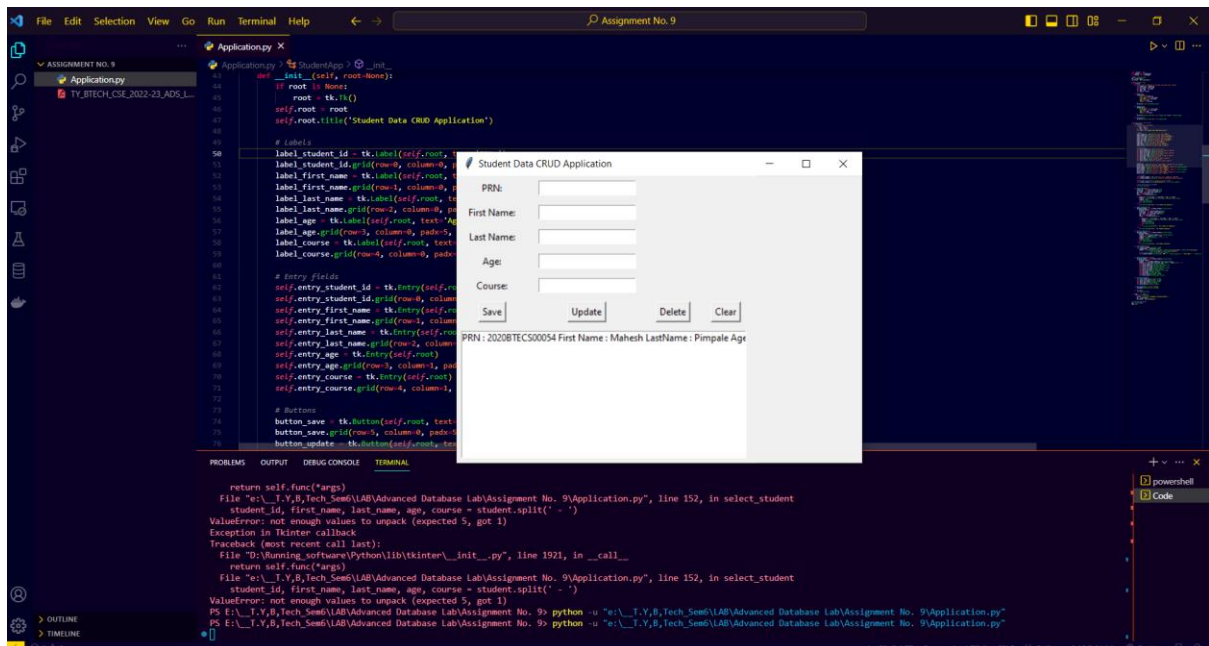 File Edit Selection View Go Run Terminal Help
Assignment No. 9
Application.py
ASSIGNMENT NO. 9
Application.py
TY_BTECH_CSE_2022-23_ADS_L...
OUTLINE
TIMELINE
Application.py > StudentApp > __init__
43 def __init__(self, root=None):
44 if root is None:
45 root = tk.Tk()
46 self.root = root
47 self.root.title('Student Data CRUD Application')
48
49 # Labels
50 label_student_id = tk.Label(self.root, t
51 label_student_id.grid(row=0, column=0, p
52 label_first_name = tk.Label(self.root, t
53 label_first_name.grid(row=1, column=0, p
54 label_last_name = tk.Label(self.root, te
55 label_last_name.grid(row=2, column=0, pa
56 label_age = tk.Label(self.root, text='Ag
57 label_age.grid(row=3, column=0, padx=5,
58 label_course = tk.Label(self.root, text=
59 label_course.grid(row=4, column=0, padx=
60
61 # Entry fields
62 self.entry_student_id = tk.Entry(self.ro
63 self.entry_student_id.grid(row=0, column
64 self.entry_first_name = tk.Entry(self.ro
65 self.entry_first_name.grid(row=1, column
66 self.entry_last_name = tk.Entry(self.roo
67 self.entry_last_name.grid(row=2, column=
68 self.entry_age = tk.Entry(self.root)
69 self.entry_age.grid(row=3, column=1, pad
70 self.entry_course = tk.Entry(self.root)
71 self.entry_course.grid(row=4, column=1,
72
73 # Buttons
74 button_save = tk.Button(self.root, text=
75 button_save.grid(row=5, column=0, padx=5
76 button_update = tk.Button(self.root, tex
Student Data CRUD Application
PRN:
First Name:
Last Name:
Age:
Course:
Save Update Delete Clear
PRN : 2020BTECS00054 First Name : Mahesh LastName : Pimpale Age
PROBLEMS OUTPUT DEBUG CONSOLE TERMINAL
return self.func(*args)
File "e:\__T.Y,B,Tech_Sem6\LAB\Advanced Database Lab\Assignment No. 9\Application.py", line 152, in select_student
student_id, first_name, last_name, age, course = student.split(' - ')
ValueError: not enough values to unpack (expected 5, got 1)
Exception in Tkinter callback
Traceback (most recent call last):
File "D:\Running_software\Python\lib\tkinter\__init__.py", line 1921, in __call__
return self.func(*args)
File "e:\__T.Y,B,Tech_Sem6\LAB\Advanced Database Lab\Assignment No. 9\Application.py", line 152, in select_student
student_id, first_name, last_name, age, course = student.split(' - ')
ValueError: not enough values to unpack (expected 5, got 1)
PS E:\__T.Y,B,Tech_Sem6\LAB\Advanced Database Lab\Assignment No. 9> python -u "e:\__T.Y,B,Tech_Sem6\LAB\Advanced Database Lab\Assignment No. 9\Application.py"
PS E:\__T.Y,B,Tech_Sem6\LAB\Advanced Database Lab\Assignment No. 9> python -u "e:\__T.Y,B,Tech_Sem6\LAB\Advanced Database Lab\Assignment No. 9\Application.py"
powershell
Code